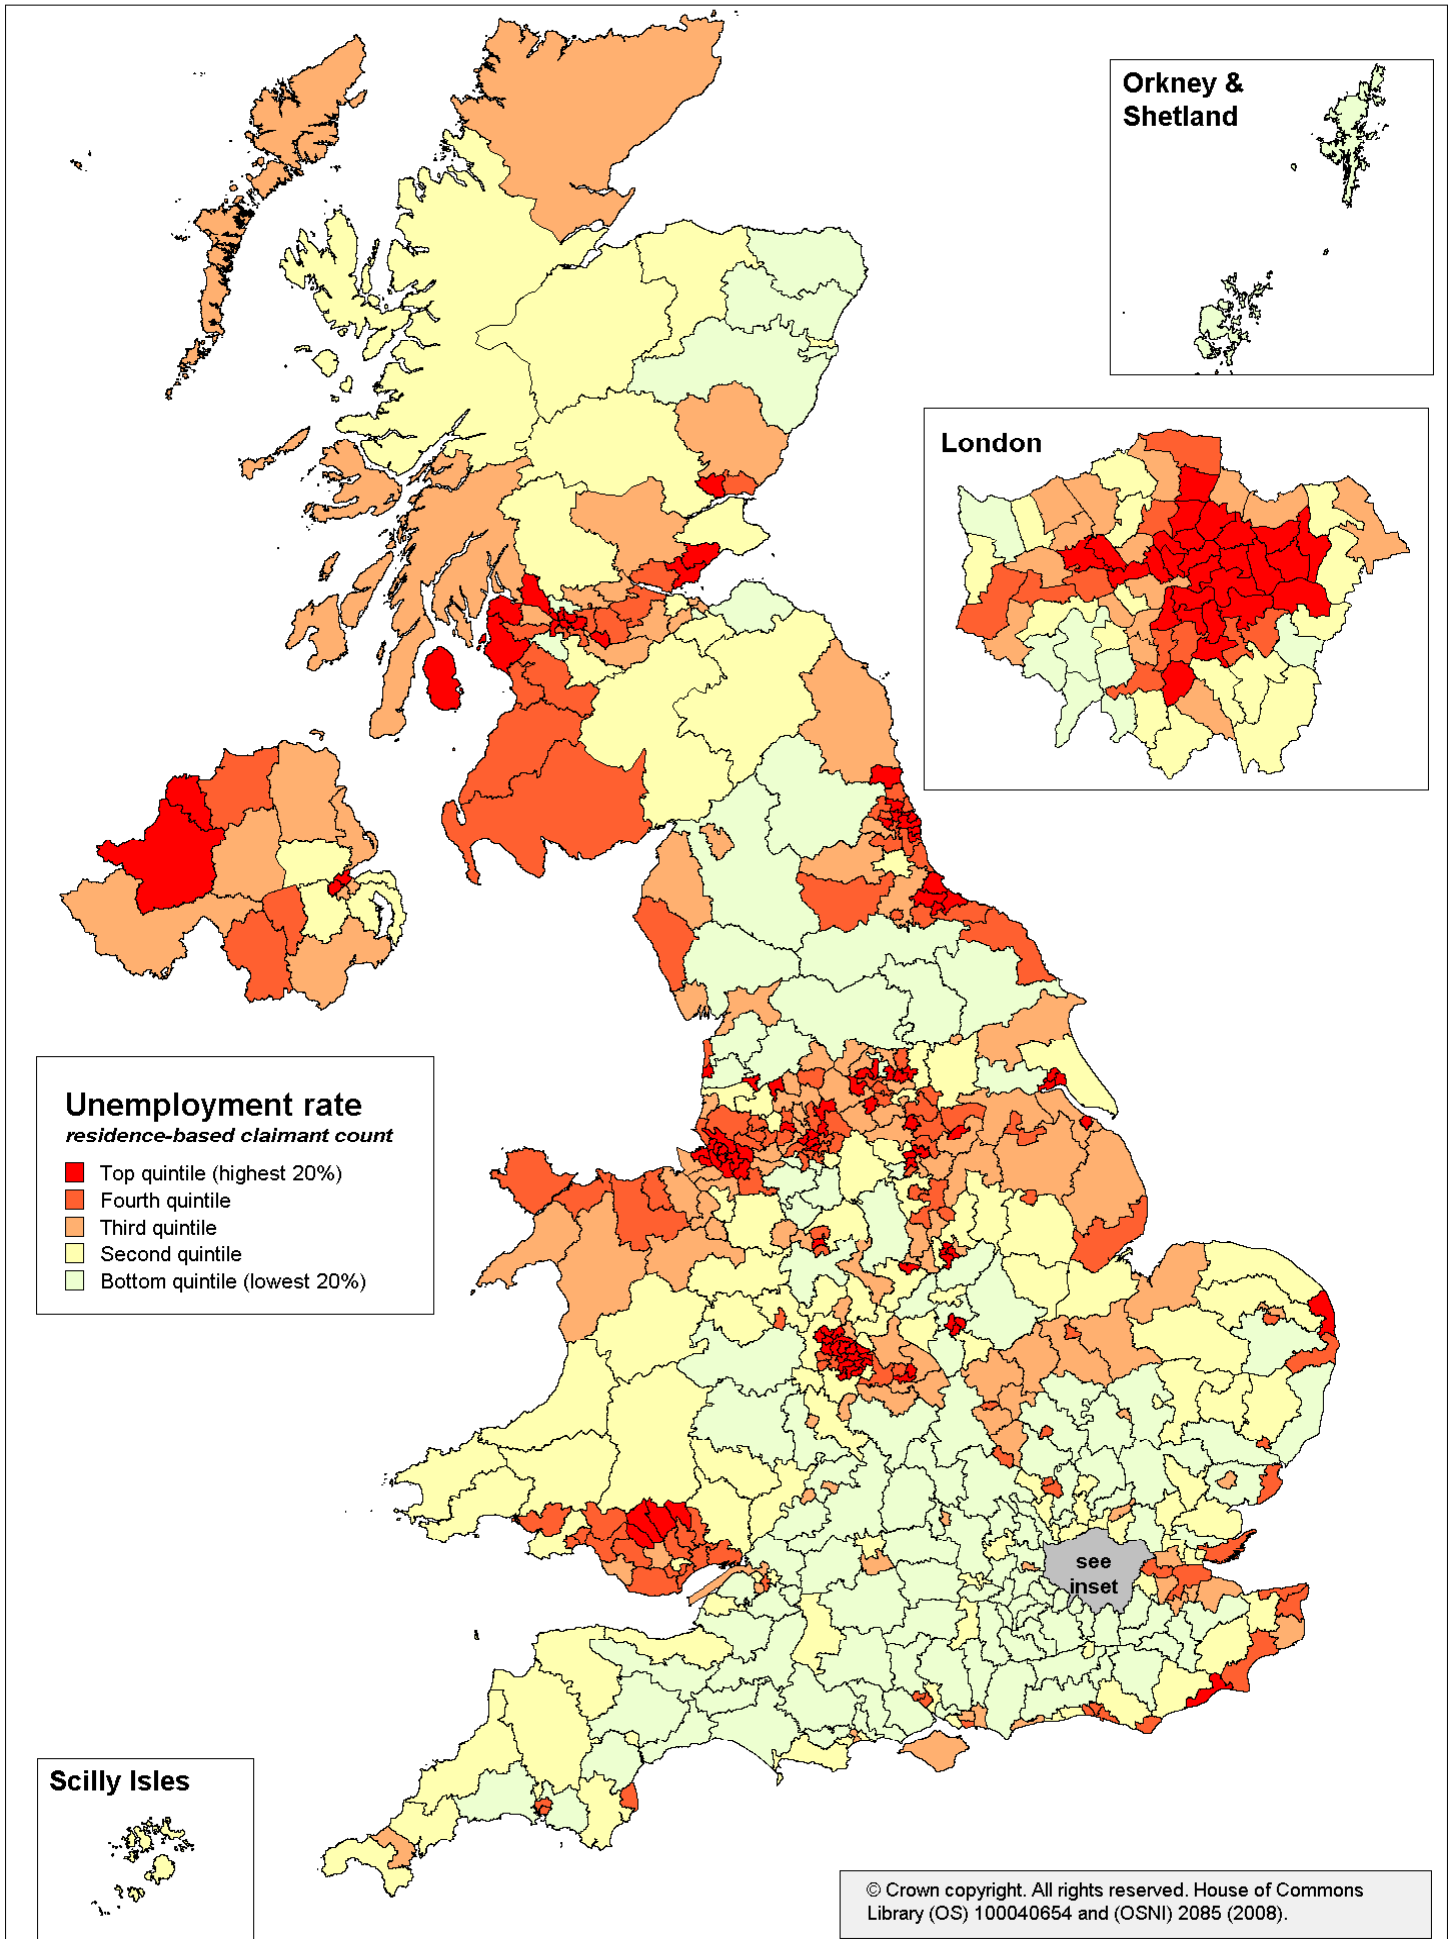 Orkney &
Shetland
London
Unemployment rate
residence-based claimant count
Top quintile (highest 20%)
Fourth quintile
Third quintile
Second quintile
Bottom quintile (lowest 20%)
see
inset
Scilly Isles
© Crown copyright. All rights reserved. House of Commons
Library (OS) 100040654 and (OSNI) 2085 (2008).